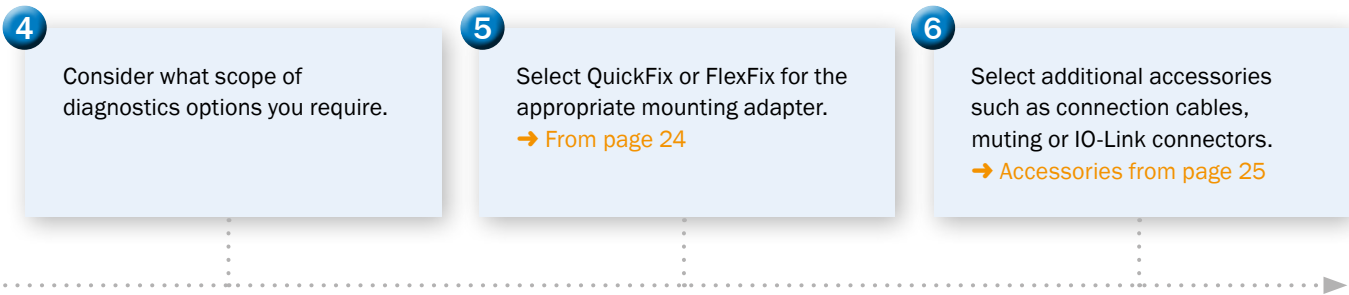 4
Consider what scope of
diagnostics options you require.
5
Select QuickFix or FlexFix for the
appropriate mounting adapter.
➜ From page 24
6
Select additional accessories
such as connection cables,
muting or IO-Link connectors.
➜ Accessories from page 25